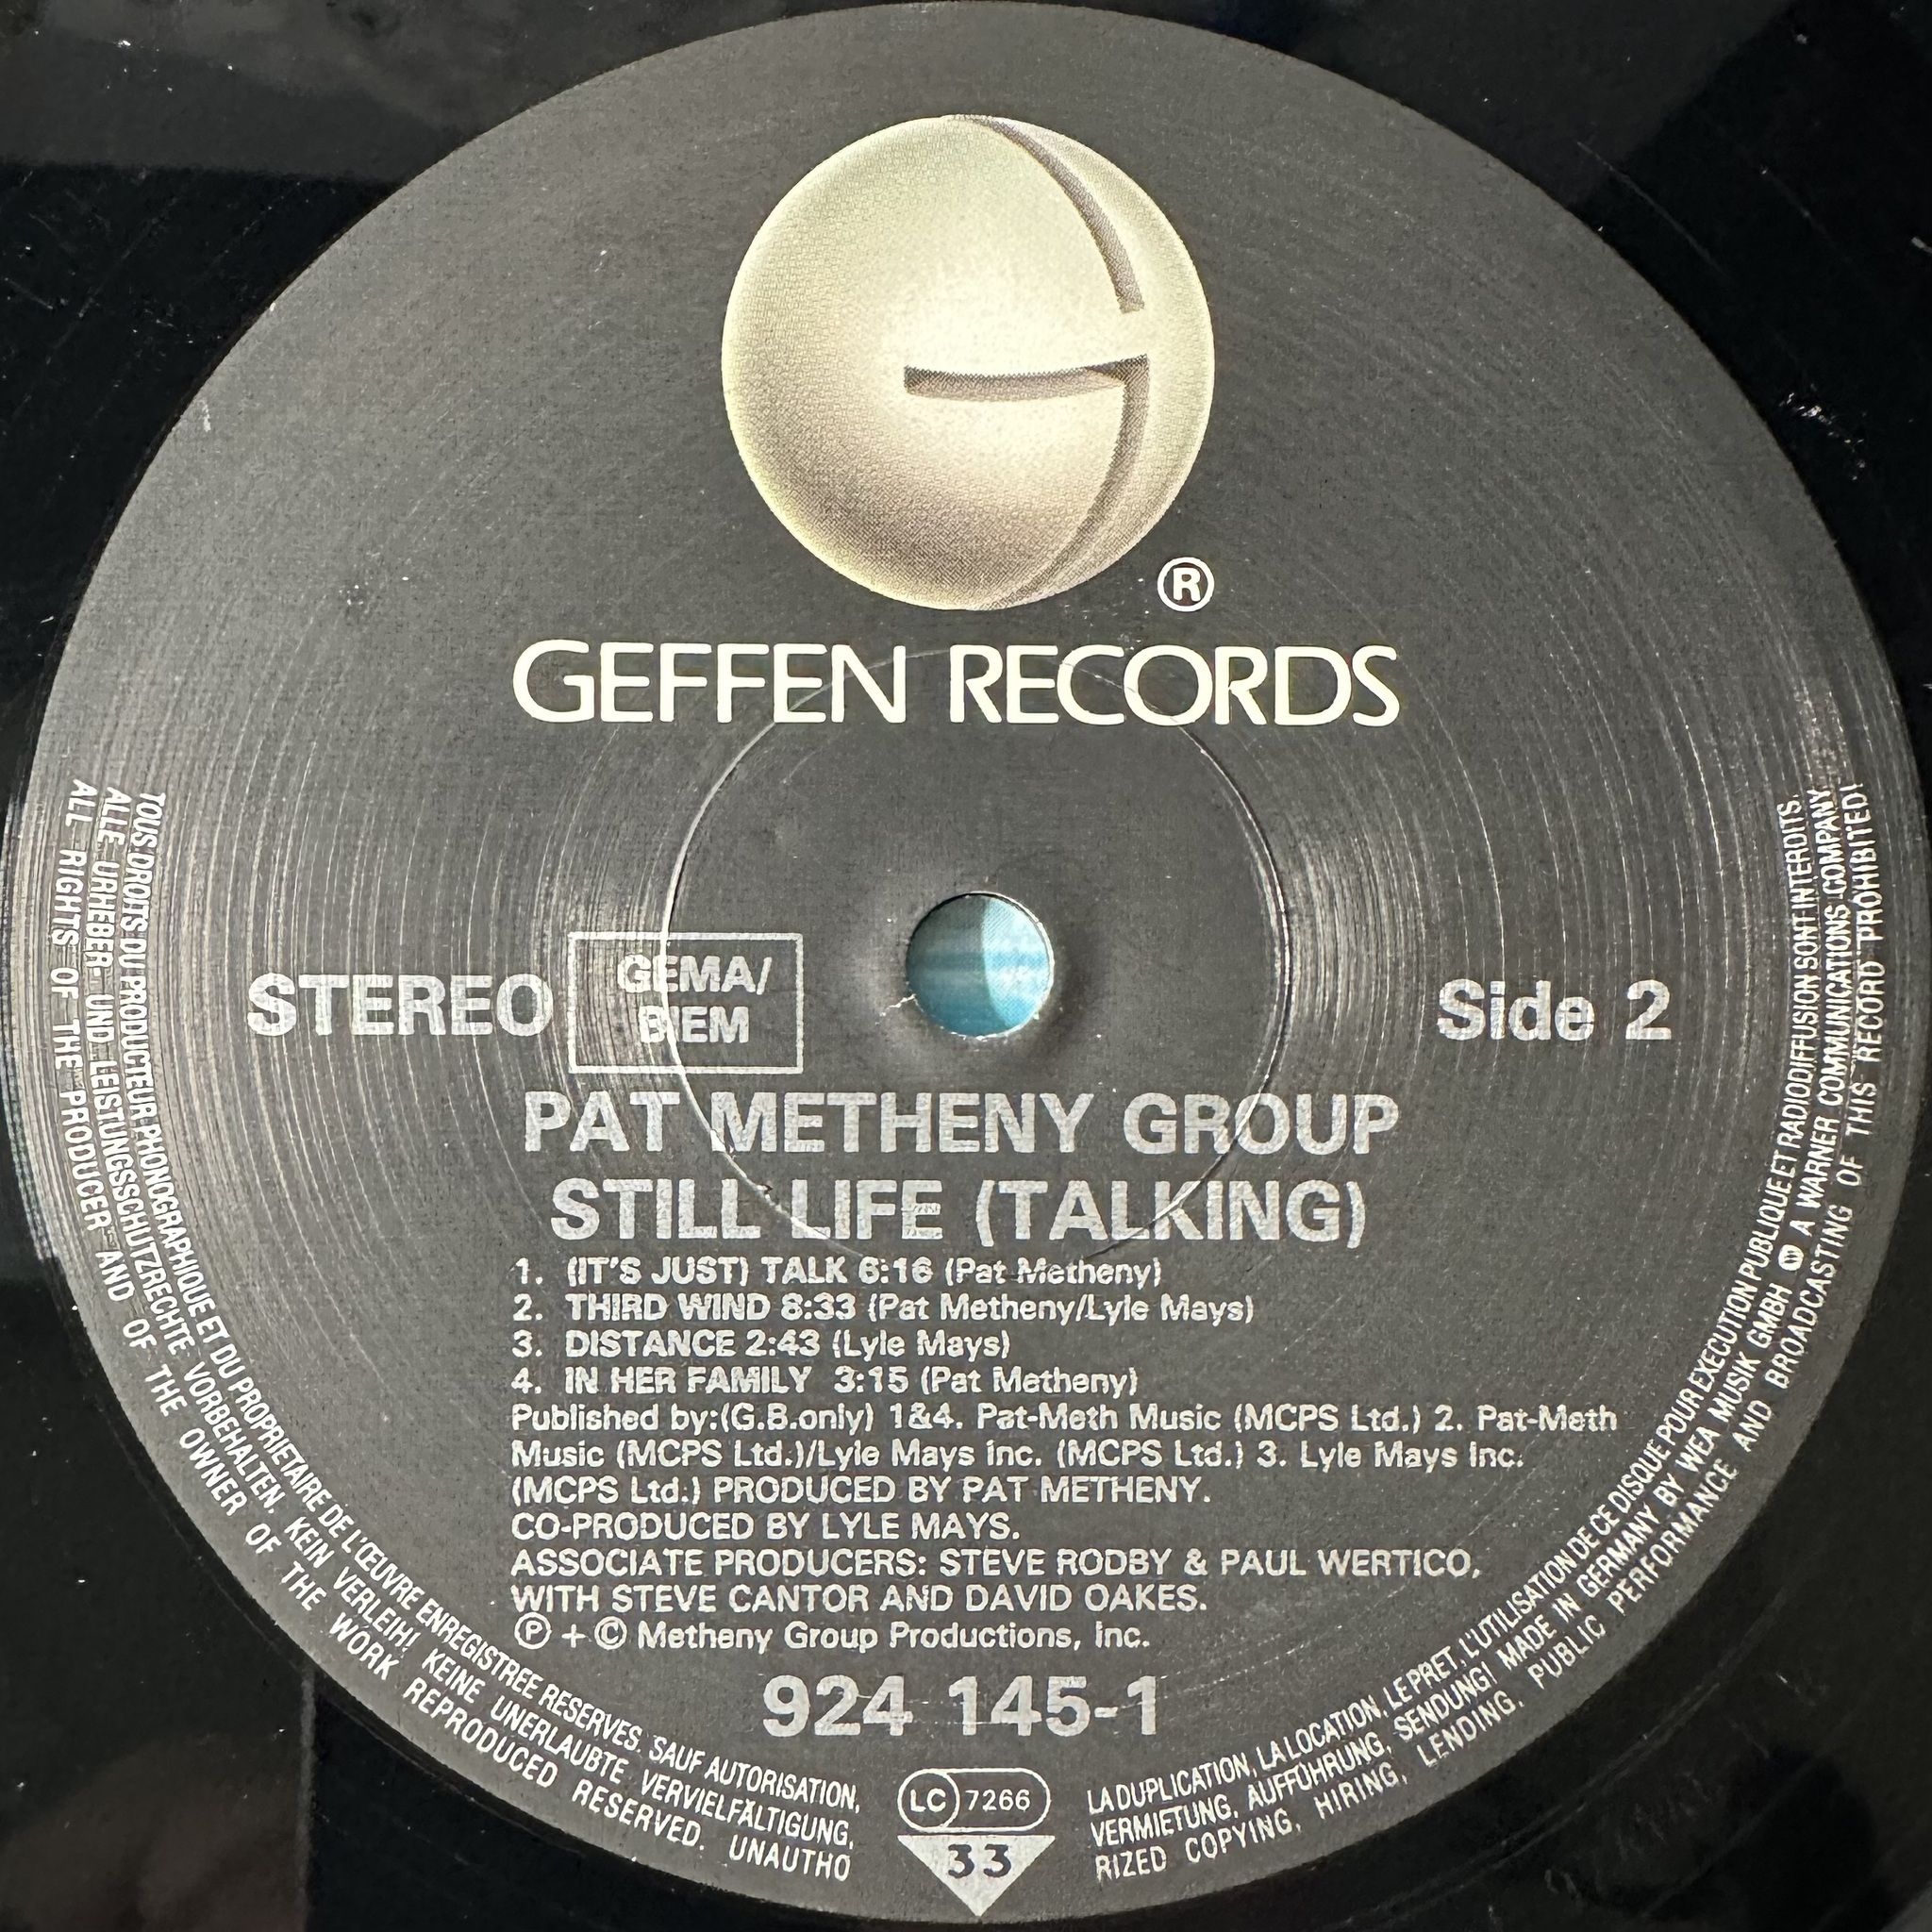 ®
GEFFEN RECORDS
STEREO
GEMA/
BIEM
Side 2
PAT METHENY GROUP
STILL LIFE (TALKING)
1. (IT'S JUST) TALK 6:16 (Pat Metheny)
2. THIRD WIND 8:33 (Pat Metheny/Lyle Mays)
3. DISTANCE 2:43 (Lyle Mays)
4. IN HER FAMILY 3:15 (Pat Metheny)
Published by:(G.B.only) 1&4. Pat-Meth Music (MCPS Ltd.) 2. Pat-Meth
Music (MCPS Ltd.)/Lyle Mays Inc. (MCPS Ltd.) 3. Lyle Mays Inc.
(MCPS Ltd.) PRODUCED BY PAT METHENY.
CO-PRODUCED BY LYLE MAYS.
ASSOCIATE PRODUCERS: STEVE RODBY & PAUL WERTICO,
WITH STEVE CANTOR AND DAVID OAKES.
℗ + © Metheny Group Productions, Inc.
924 145-1
LC 7266
33
TOUS DROITS DU PRODUCTEUR PHONOGRAPHIQUE ET DU PROPRIETAIRE DE L'ŒUVRE ENREGISTREE RESERVES. SAUF AUTORISATION, LA DUPLICATION, LA LOCATION, LE PRET, L'UTILISATION DE CE DISQUE POUR EXECUTION PUBLIQUE ET RADIODIFFUSION SONT INTERDITS.
ALLE URHEBER- UND LEISTUNGSSCHUTZRECHTE VORBEHALTEN. KEIN VERLEIH! KEINE UNERLAUBTE VERVIELFÄLTIGUNG, VERMIETUNG, AUFFÜHRUNG, SENDUNG! MADE IN GERMANY BY WEA MUSIK GMBH A WARNER COMMUNICATIONS COMPANY
ALL RIGHTS OF THE PRODUCER AND OF THE OWNER OF THE WORK REPRODUCED RESERVED. UNAUTHORIZED COPYING, HIRING, LENDING, PUBLIC PERFORMANCE AND BROADCASTING OF THIS RECORD PROHIBITED!